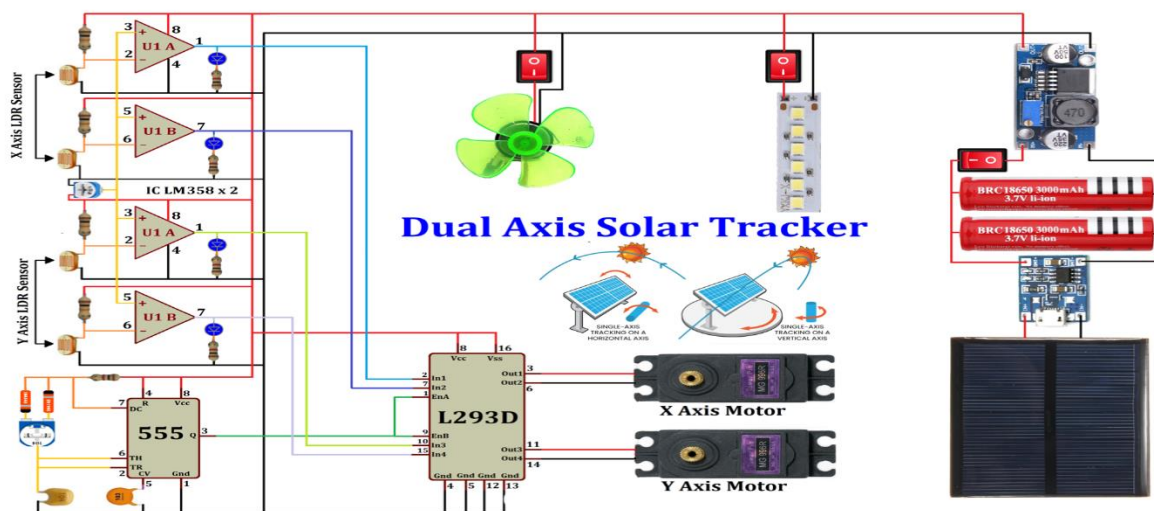 X Axis LDR Sensor
3
2
+
−
U1 A
8
4
1
5
6
+
−
U1 B
7
IC LM358 x 2
Y Axis LDR Sensor
3
2
+
−
U1 A
8
4
1
5
6
+
−
U1 B
7
Dual Axis Solar Tracker
SINGLE-AXIS
TRACKING ON A
HORIZONTAL AXIS
SINGLE-AXIS
TRACKING ON A
VERTICAL AXIS
470
BRC18650 3000mAh
3.7V li-ion
BRC18650 3000mAh
3.7V li-ion
4
8
R
Vcc
7
DC
555
Q
3
6
TH
TR
2
CV
Gnd
5
1
8
16
Vcc
Vss
2
In1
7
In2
1
EnA
L293D
9
EnB
10
In3
15
In4
Out1
3
Out2
6
Out3
11
Out4
14
Gnd
Gnd
Gnd
Gnd
4
5
12
13
MG 996R
X Axis Motor
MG 996R
Y Axis Motor